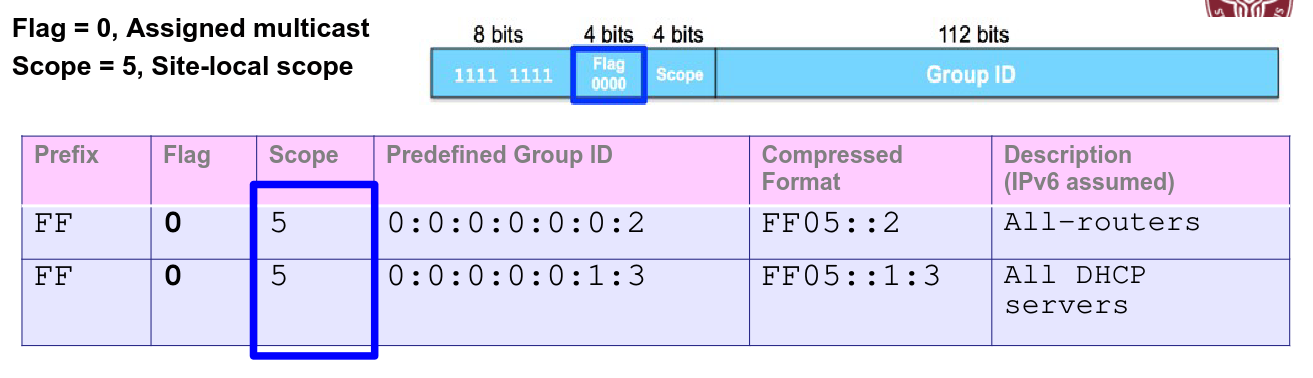 Flag = 0, Assigned multicast
Scope = 5, Site-local scope
8 bits 4 bits 4 bits 112 bits
1111 1111 Flag 0000 Scope Group ID
Prefix Flag Scope Predefined Group ID Compressed Format Description (IPv6 assumed)
FF 0 5 0:0:0:0:0:0:2 FF05::2 All-routers
FF 0 5 0:0:0:0:0:1:3 FF05::1:3 All DHCP servers